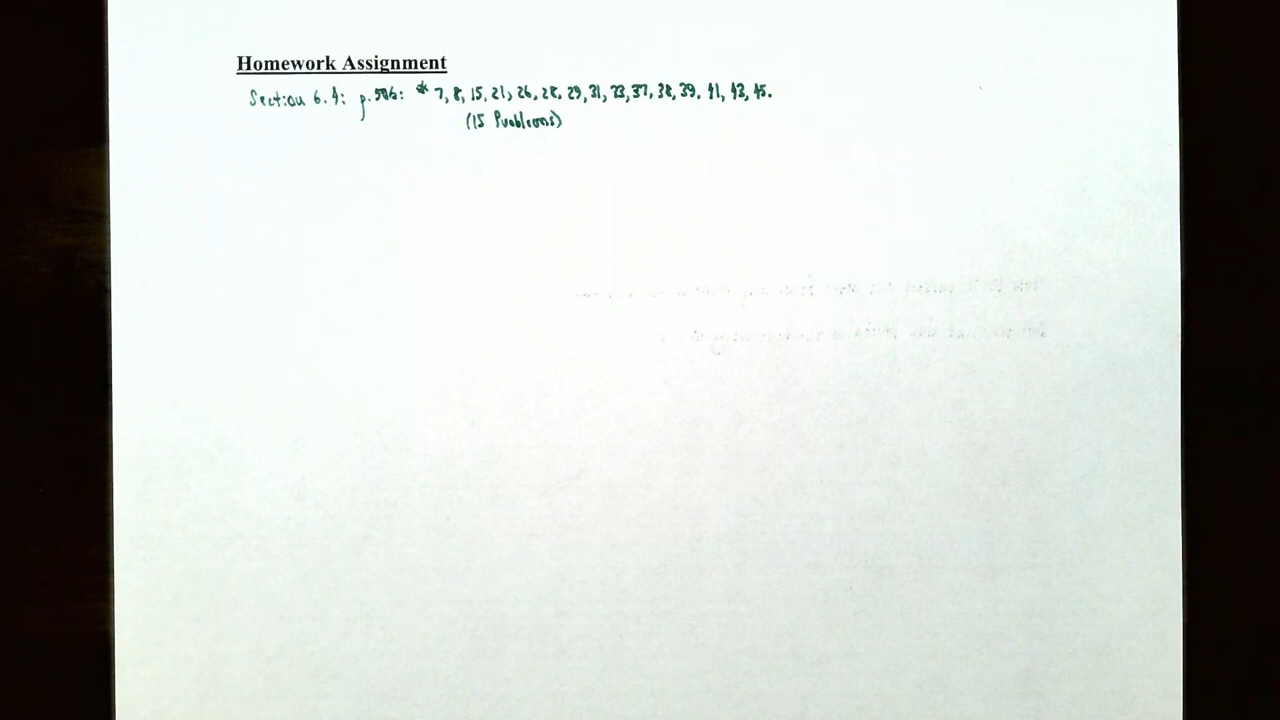 Homework Assignment
Section 6.4: p.506: # 7, 8, 15, 21, 26, 28, 29, 31, 33, 37, 38, 39, 41, 43, 45.
(15 Problems)